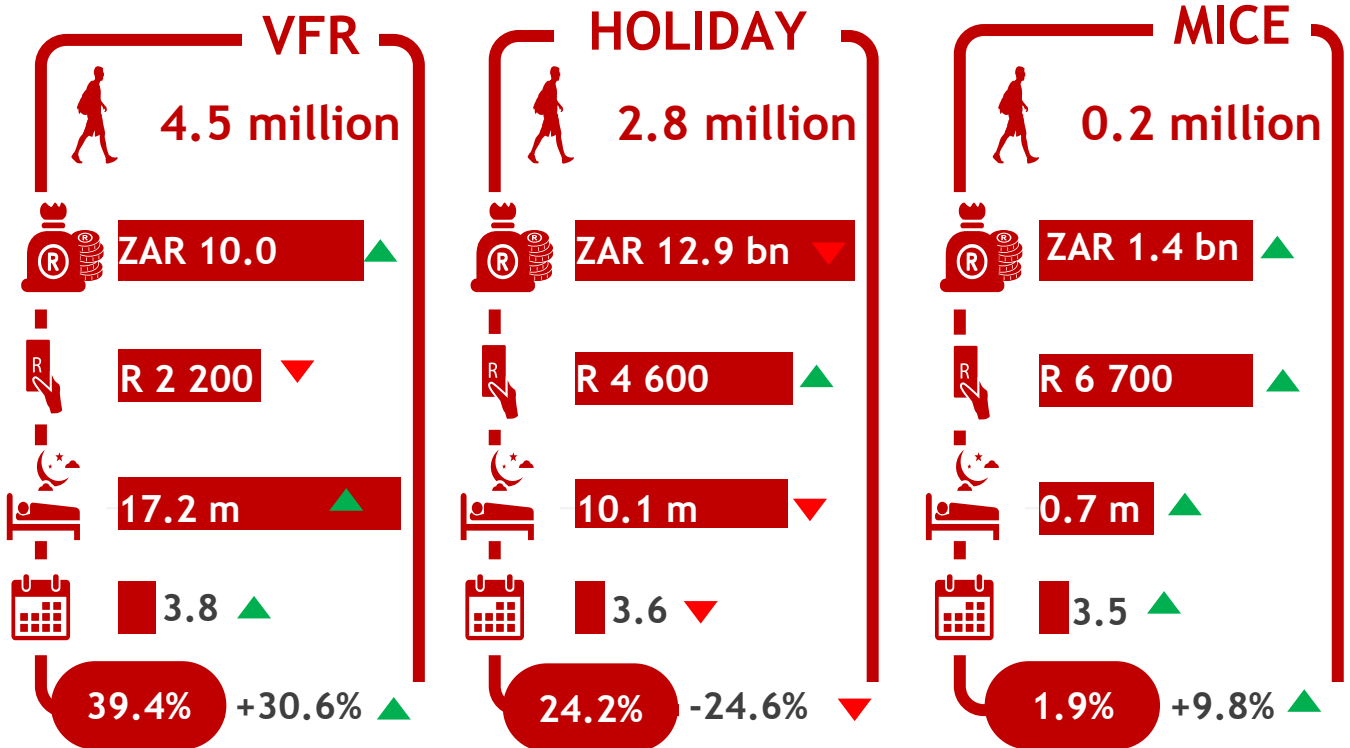 VFR
4.5 million
ZAR 10.0
R 2 200
17.2 m
3.8
39.4% +30.6%
HOLIDAY
2.8 million
ZAR 12.9 bn
R 4 600
10.1 m
3.6
24.2% -24.6%
MICE
0.2 million
ZAR 1.4 bn
R 6 700
0.7 m
3.5
1.9% +9.8%